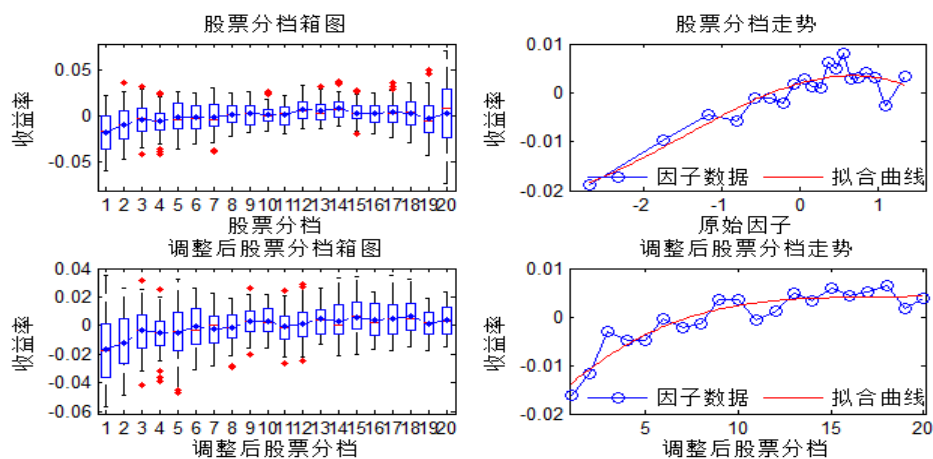 股票分档箱图
收益率
0.05
0
-0.05
1 2 3 4 5 6 7 8 9 10 11 12 13 14 15 16 17 18 19 20
股票分档
股票分档走势
收益率
0.01
0
-0.01
-0.02
因子数据
拟合曲线
-2 -1 0 1
原始因子
调整后股票分档箱图
收益率
0.04
0.02
0
-0.02
-0.04
-0.06
1 2 3 4 5 6 7 8 9 10 11 12 13 14 15 16 17 18 19 20
调整后股票分档
调整后股票分档走势
收益率
0.01
0
-0.01
-0.02
因子数据
拟合曲线
5 10 15 20
调整后股票分档